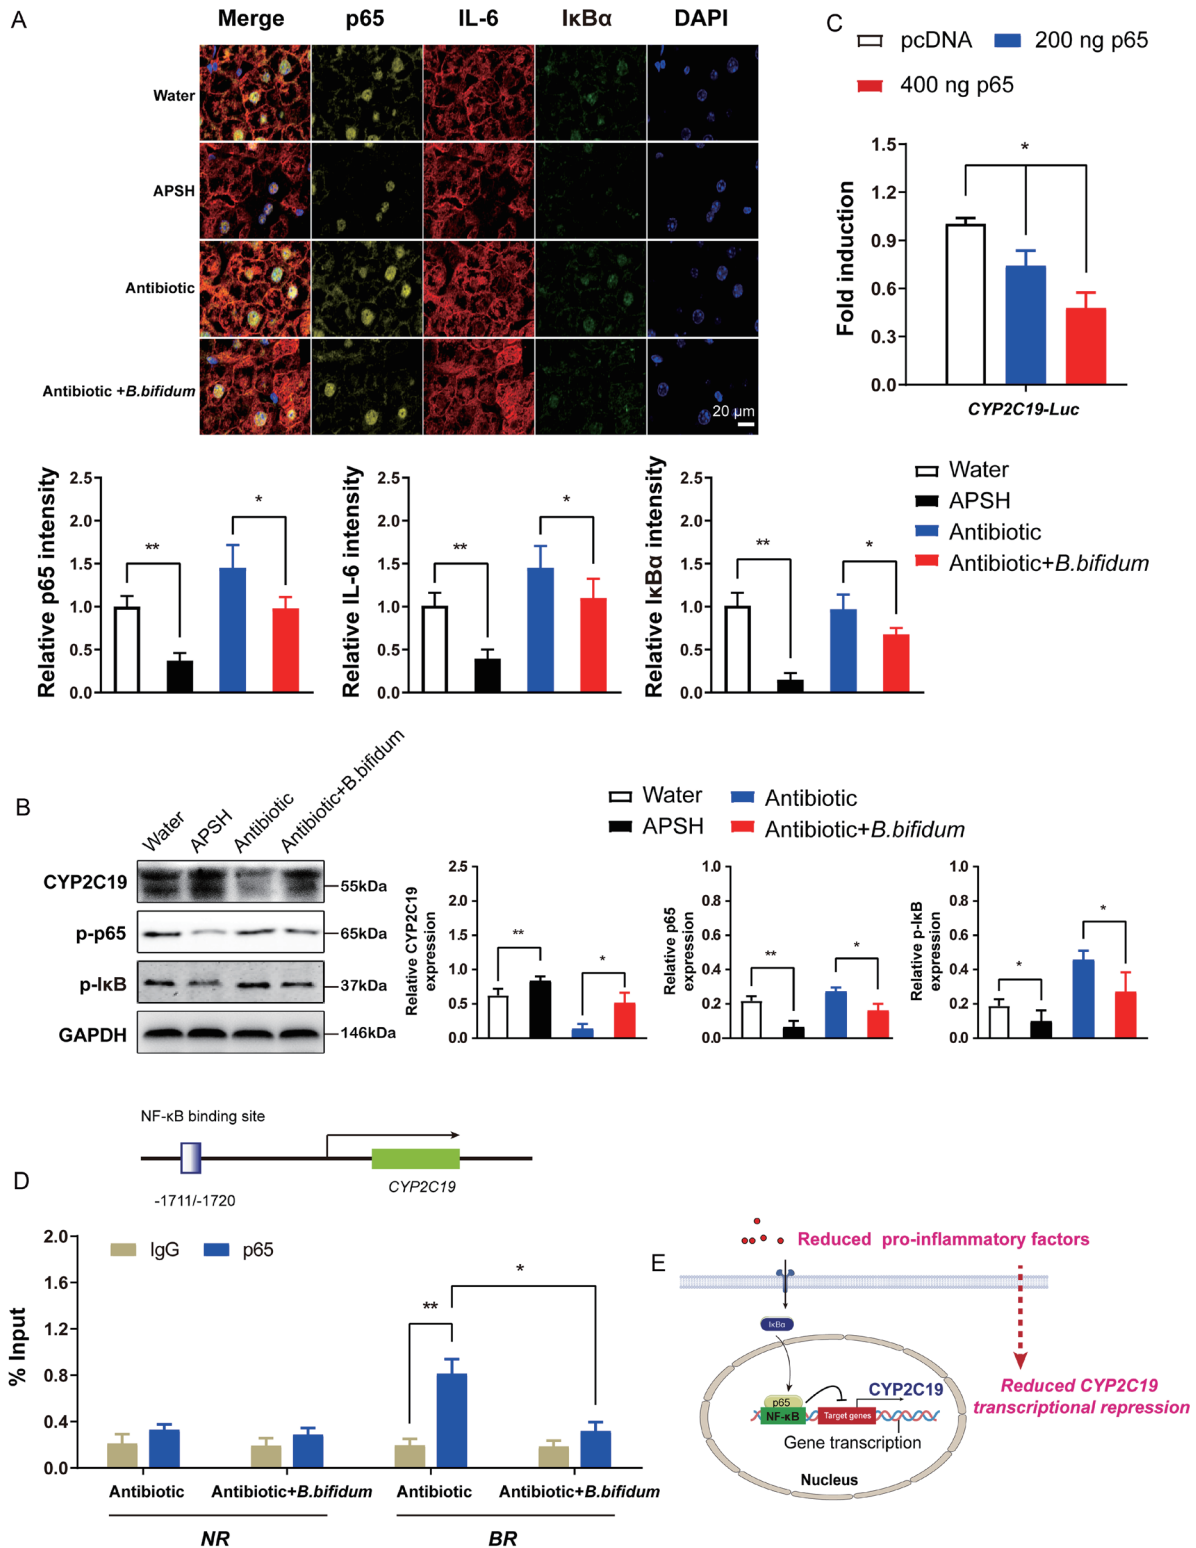 A
Merge p65 IL-6 IκBα DAPI
Water
APSH
Antibiotic
Antibiotic +B.bifidum
20 μm
C
pcDNA 200 ng p65
400 ng p65
Fold induction
1.5
1.2
0.9
0.6
0.3
0.0
*
CYP2C19-Luc
Relative p65 intensity
2.5
2.0
1.5
1.0
0.5
0.0
** *
Relative IL-6 intensity
2.5
2.0
1.5
1.0
0.5
0.0
** *
Relative IκBα intensity
2.5
2.0
1.5
1.0
0.5
0.0
** *
Water
APSH
Antibiotic
Antibiotic+B.bifidum
B
Water APSH Antibiotic Antibiotic+B.bifidum
CYP2C19 55kDa
p-p65 65kDa
p-IκB 37kDa
GAPDH 146kDa
Water Antibiotic
APSH Antibiotic+B.bifidum
Relative CYP2C19
expression
2.5
2.0
1.5
1.0
0.5
0.0
** *
Relative p65
expression
1.0
0.8
0.6
0.4
0.2
0.0
** *
Relative p-IκB
expression
1.0
0.8
0.6
0.4
0.2
0.0
* *
NF-κB binding site
-1711/-1720
CYP2C19
D
% Input
2.0
1.6
1.2
0.8
0.4
0.0
IgG p65
** *
Antibiotic Antibiotic+B.bifidum Antibiotic Antibiotic+B.bifidum
NR BR
E
Reduced pro-inflammatory factors
IκBα
p65
NF-κB
Target genes
CYP2C19
Gene transcription
Nucleus
Reduced CYP2C19
transcriptional repression